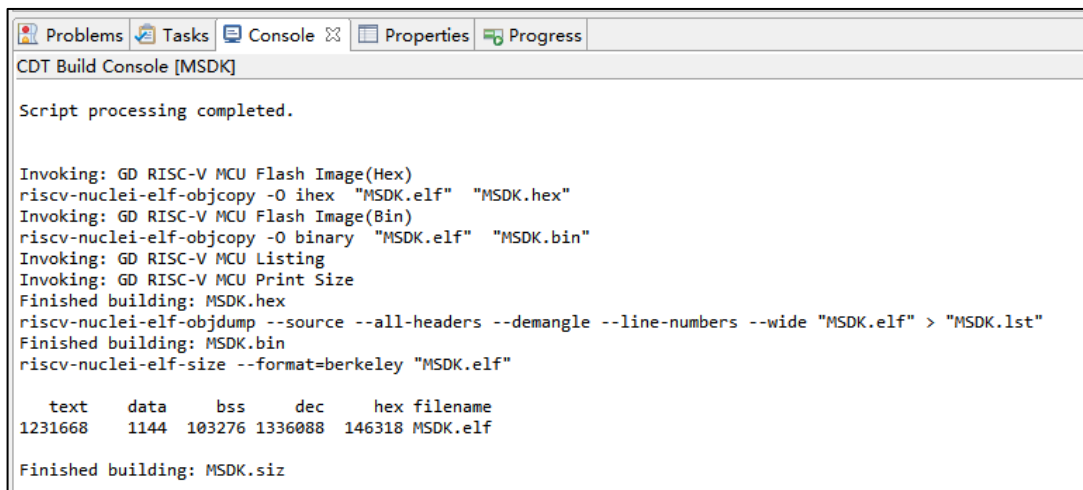 Problems Tasks Console Properties Progress
CDT Build Console [MSDK]
Script processing completed.
Invoking: GD RISC-V MCU Flash Image(Hex)
riscv-nuclei-elf-objcopy -O ihex  "MSDK.elf"  "MSDK.hex"
Invoking: GD RISC-V MCU Flash Image(Bin)
riscv-nuclei-elf-objcopy -O binary  "MSDK.elf"  "MSDK.bin"
Invoking: GD RISC-V MCU Listing
Invoking: GD RISC-V MCU Print Size
Finished building: MSDK.hex
riscv-nuclei-elf-objdump --source --all-headers --demangle --line-numbers --wide "MSDK.elf" > "MSDK.lst"
Finished building: MSDK.bin
riscv-nuclei-elf-size --format=berkeley "MSDK.elf"
   text    data     bss     dec     hex filename
1231668    1144  103276 1336088  146318 MSDK.elf
Finished building: MSDK.siz